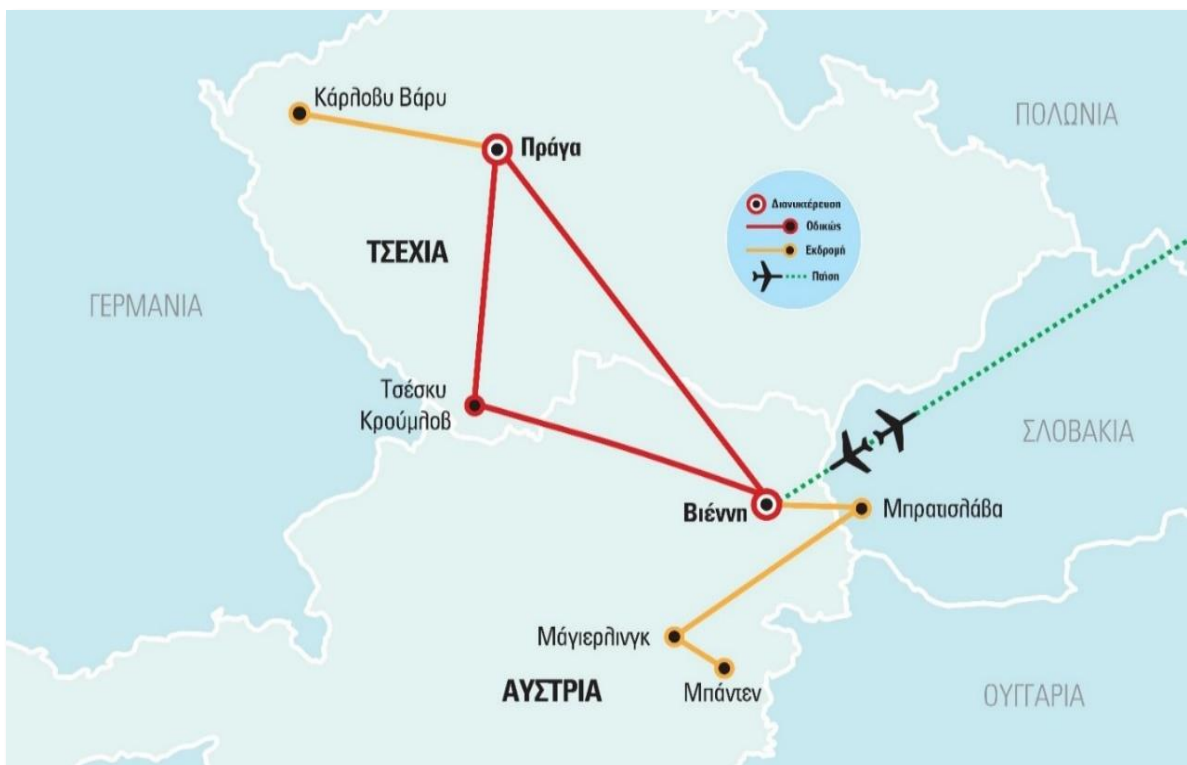 Κάρλοβυ Βάρυ
ΠΟΛΩΝΙΑ
Πράγα
Διανυκτέρευση
Οδικώς
Εκδρομή
Πτήση
ΤΣΕΧΙΑ
ΓΕΡΜΑΝΙΑ
Τσέσκυ
Κρούμλοβ
ΣΛΟΒΑΚΙΑ
Βιέννη
Μπρατισλάβα
Μάγιερλινγκ
Μπάντεν
ΑΥΣΤΡΙΑ
ΟΥΓΓΑΡΙΑ